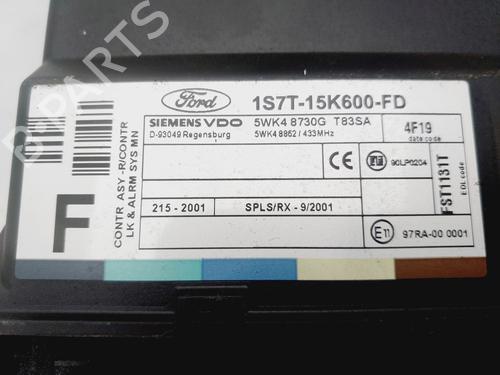 B-PARTS
Ford
1S7T-15K600-FD
SIEMENS VDO 5WK4 8730G T83SA
D-93049 Regensburg 5WK4 8862 / 433MHz
4F19
date code
CONTR ASY -R/CONTR
LK & ALRM SYS MN
F
CE
90LP0204
FST1131T
EOL code
215 - 2001
SPLS/RX - 9/2001
E11
97RA-00 0001